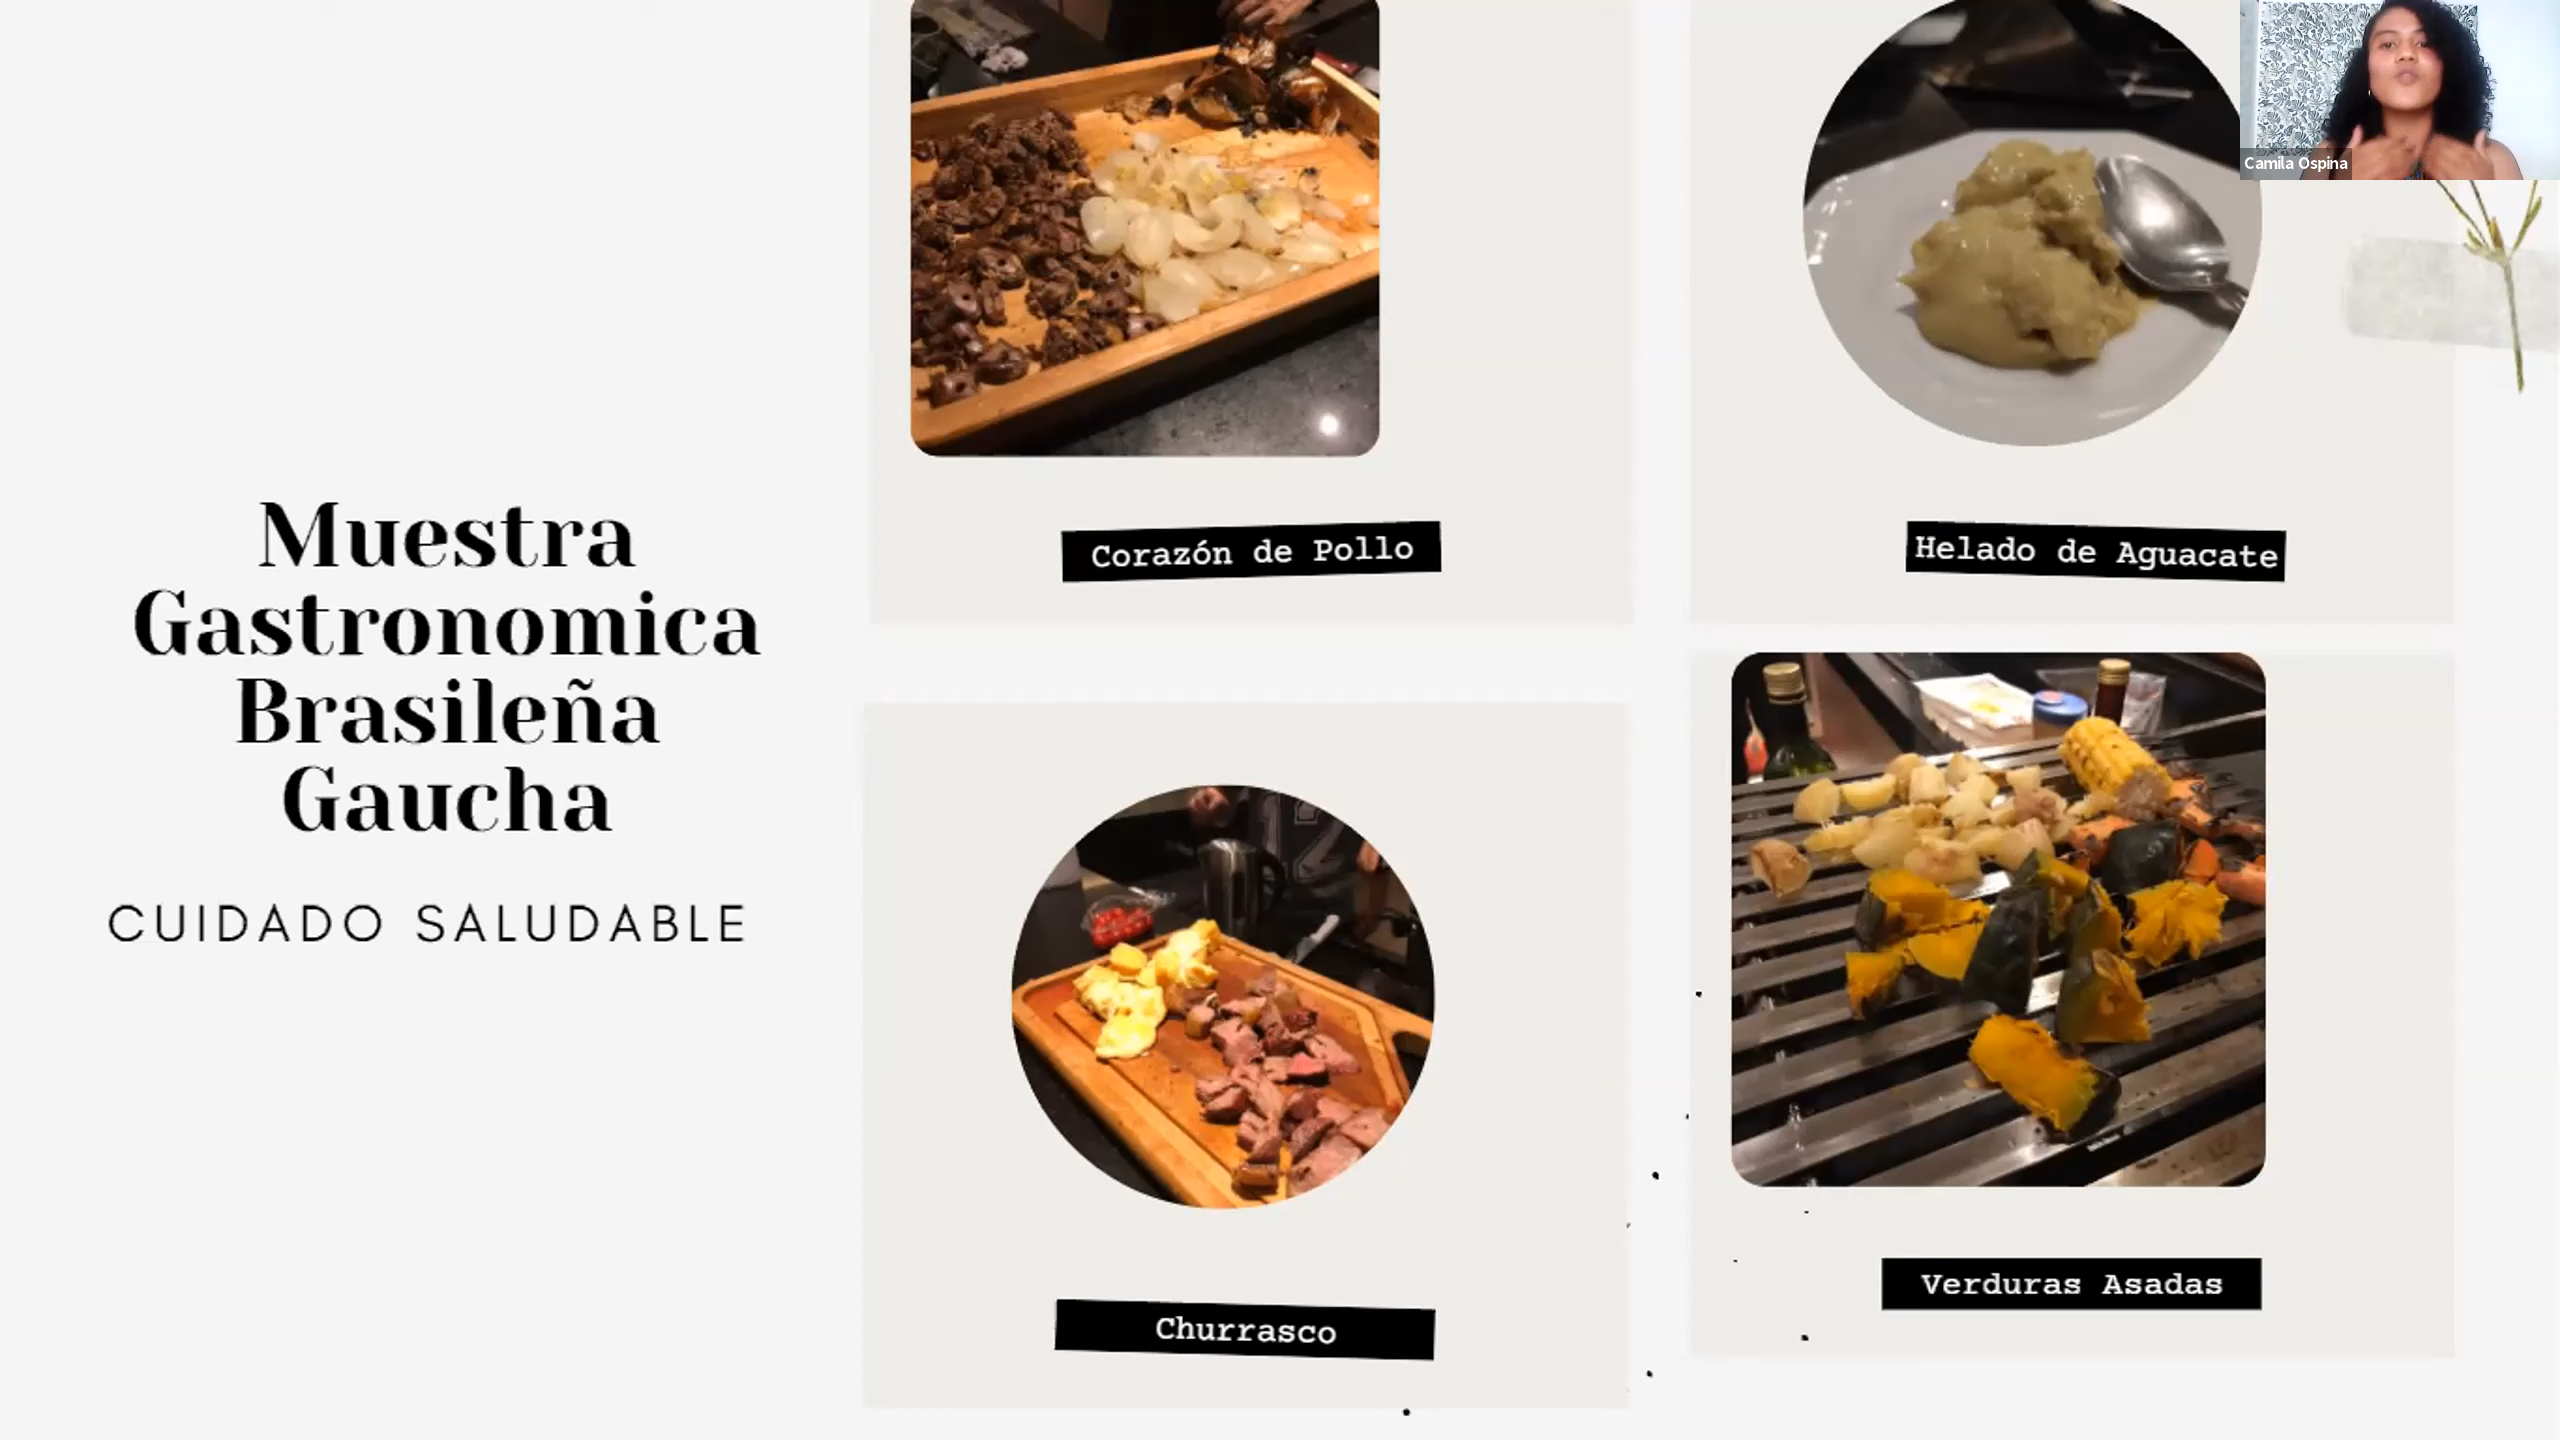 Camila Ospina
Corazón de Pollo
Helado de Aguacate
Muestra
Gastronomica
Brasileña
Gaucha
CUIDADO SALUDABLE
Churrasco
Verduras Asadas